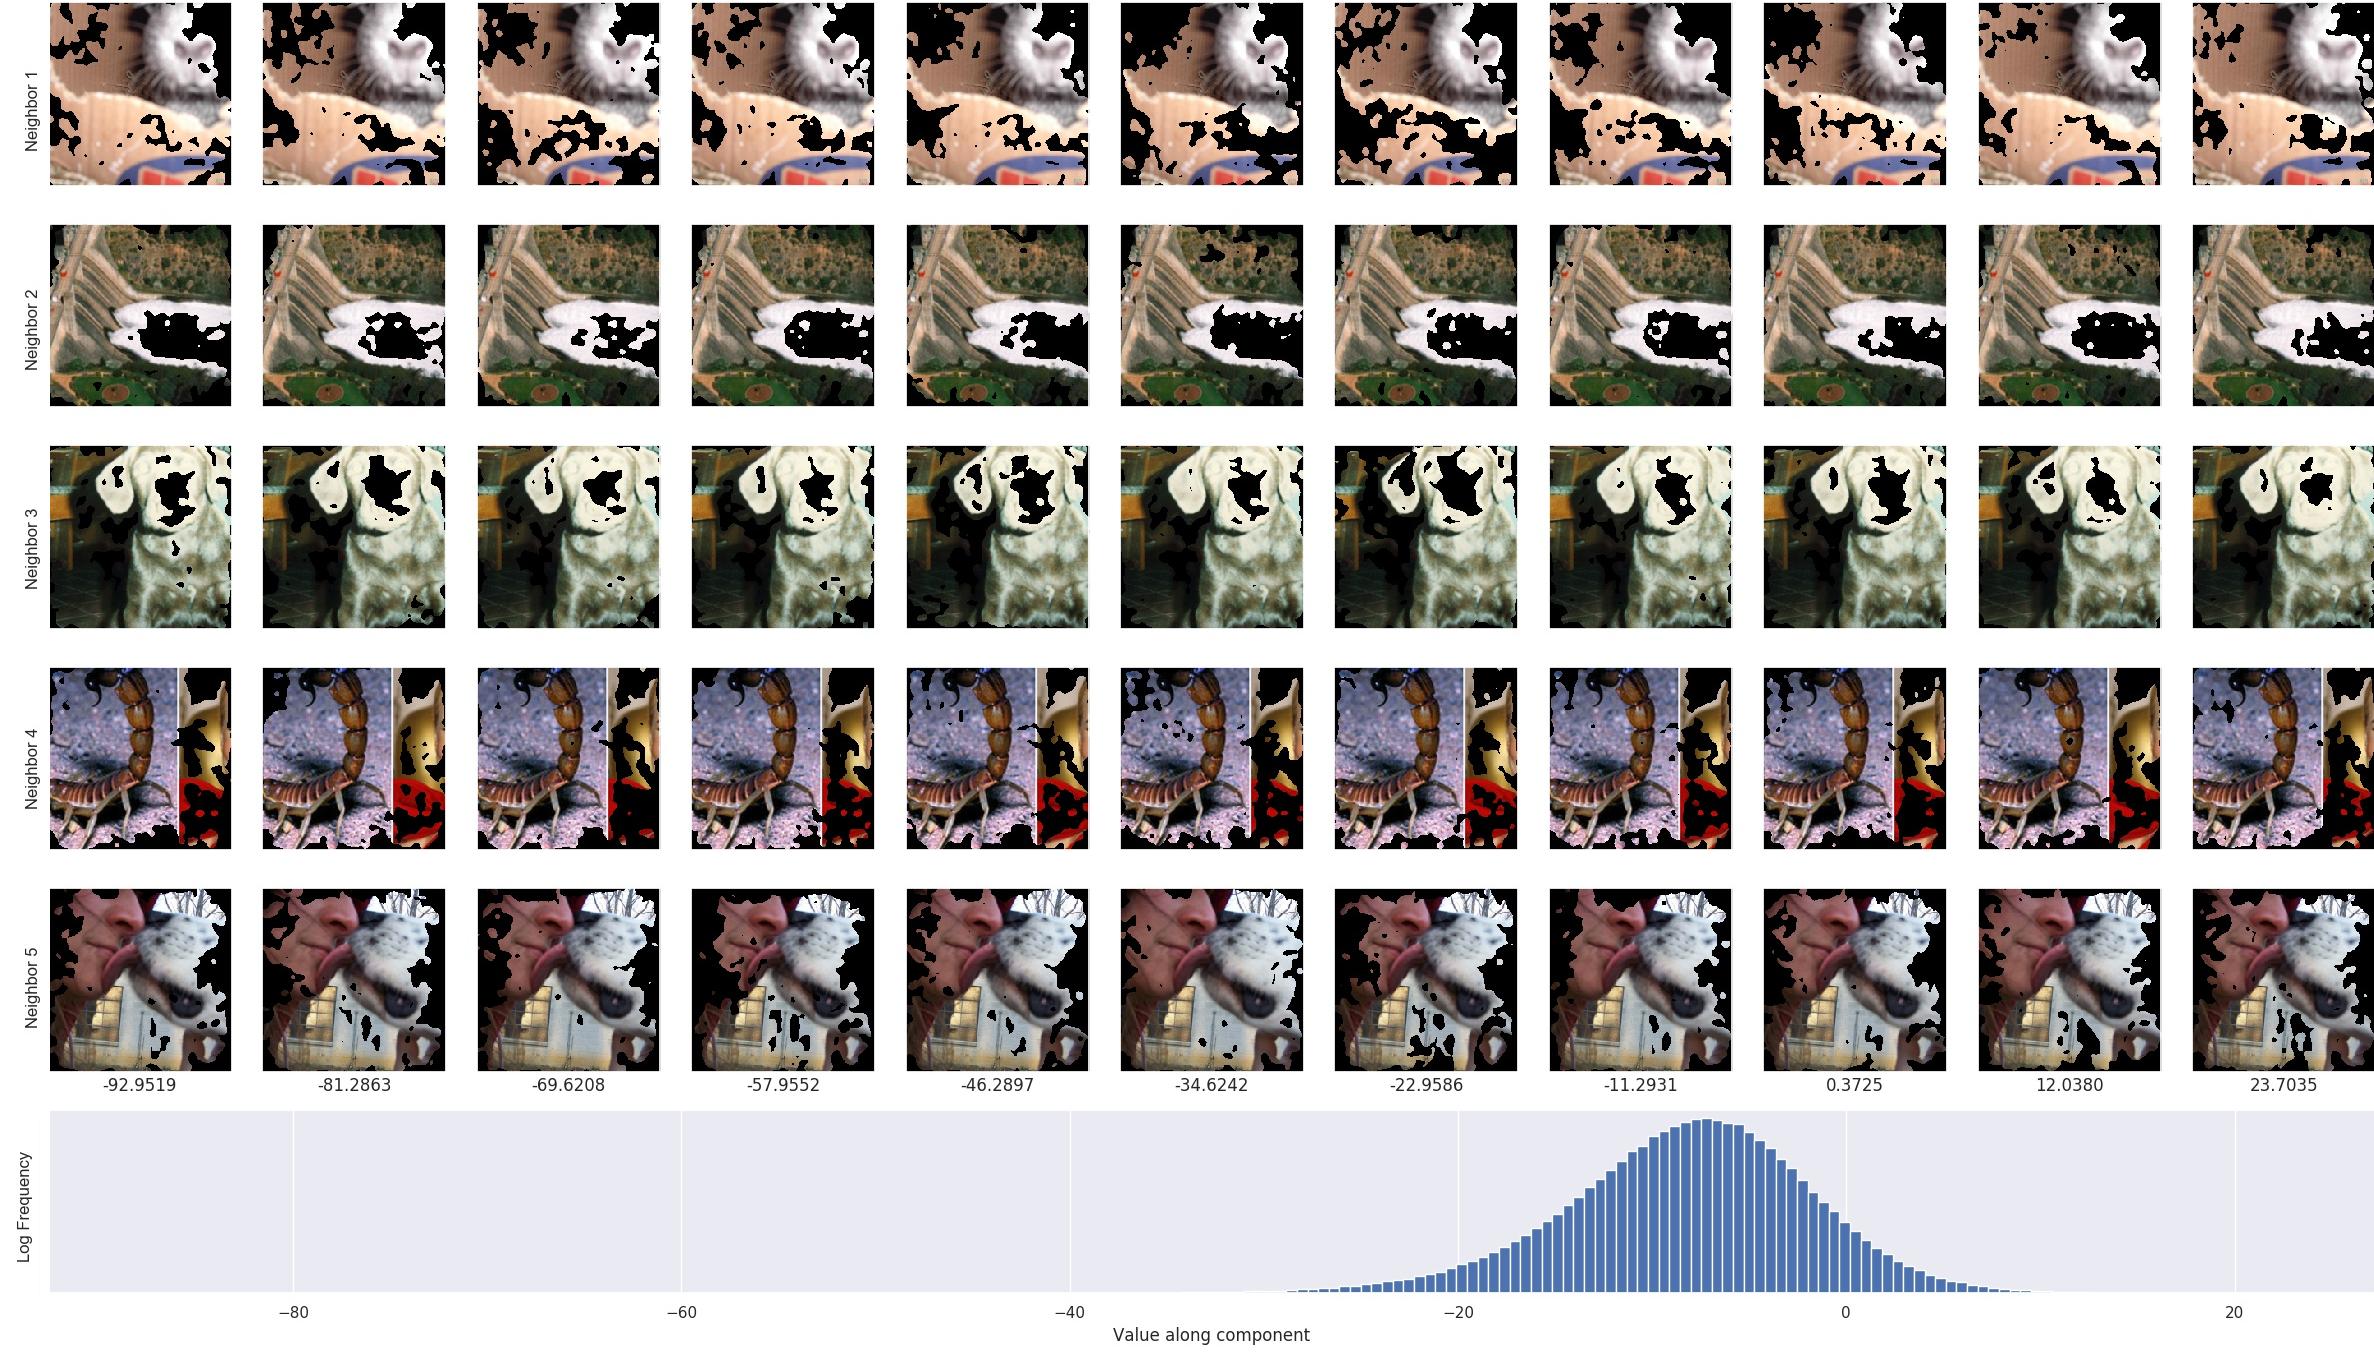 Neighbor 1
Neighbor 2
Neighbor 3
Neighbor 4
Neighbor 5
-92.9519 -81.2863 -69.6208 -57.9552 -46.2897 -34.6242 -22.9586 -11.2931 0.3725 12.0380 23.7035
Log Frequency
−80 −60 −40 −20 0 20
Value along component